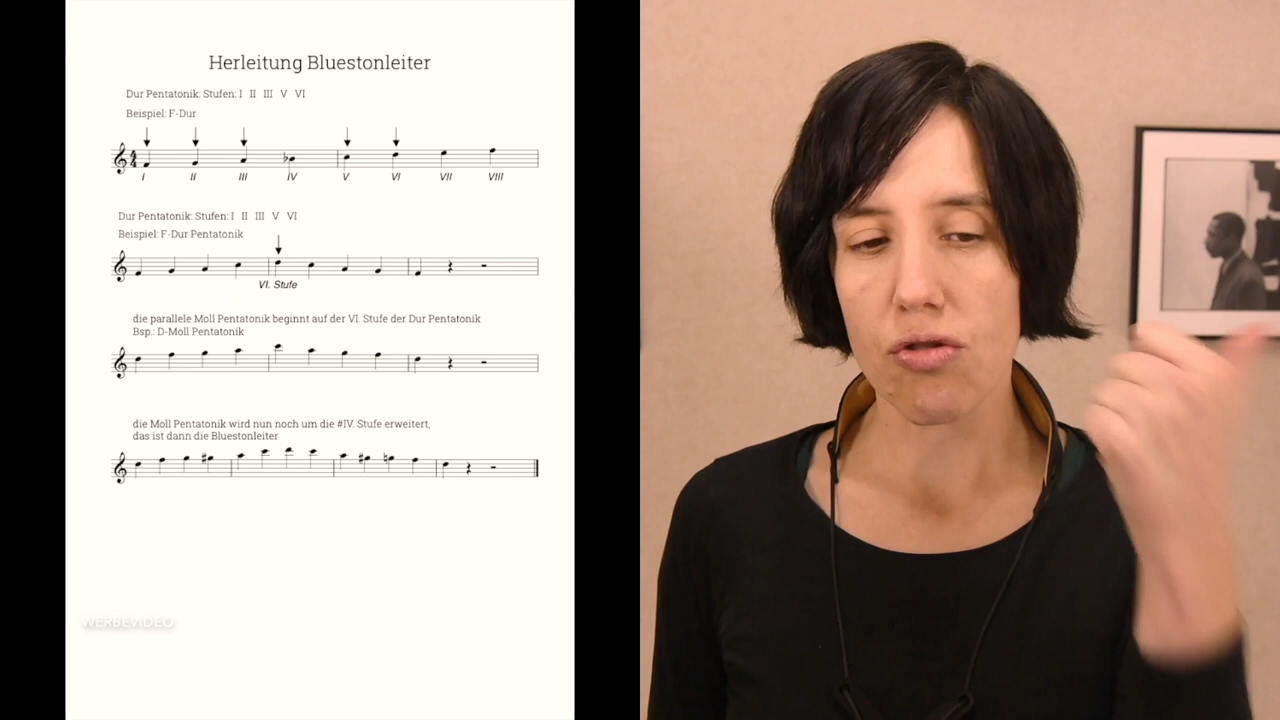 Herleitung Bluestonleiter
Dur Pentatonik: Stufen: I II III V VI
Beispiel: F-Dur
I II III IV V VI VII VIII
Dur Pentatonik: Stufen: I II III V VI
Beispiel: F-Dur Pentatonik
VI. Stufe
die parallele Moll Pentatonik beginnt auf der VI. Stufe der Dur Pentatonik
Bsp.: D-Moll Pentatonik
die Moll Pentatonik wird nun noch um die #IV. Stufe erweitert,
das ist dann die Bluestonleiter
WERBEVIDEO